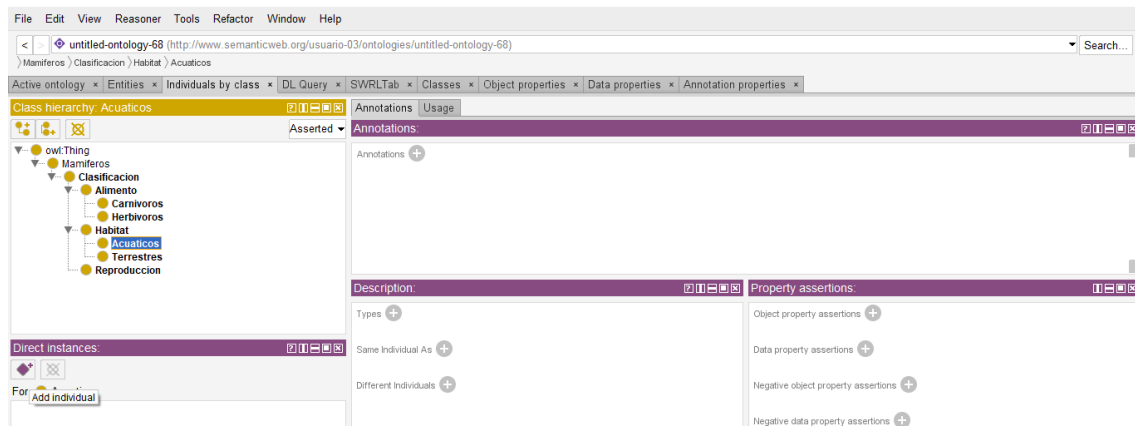 File Edit View Reasoner Tools Refactor Window Help
< > untitled-ontology-68 (http://www.semanticweb.org/usuario-03/ontologies/untitled-ontology-68) Search...
Mamiferos Clasificacion Habitat Acuaticos
Active ontology × Entities × Individuals by class × DL Query × SWRLTab × Classes × Object properties × Data properties × Annotation properties ×
Class hierarchy: Acuaticos
Asserted
owl:Thing
Mamiferos
Clasificacion
Alimento
Carnivoros
Herbivoros
Habitat
Acuaticos
Terrestres
Reproduccion
Direct instances:
For
Add individual
Annotations Usage
Annotations:
Annotations
Description:
Types
Same Individual As
Different Individuals
Property assertions:
Object property assertions
Data property assertions
Negative object property assertions
Negative data property assertions